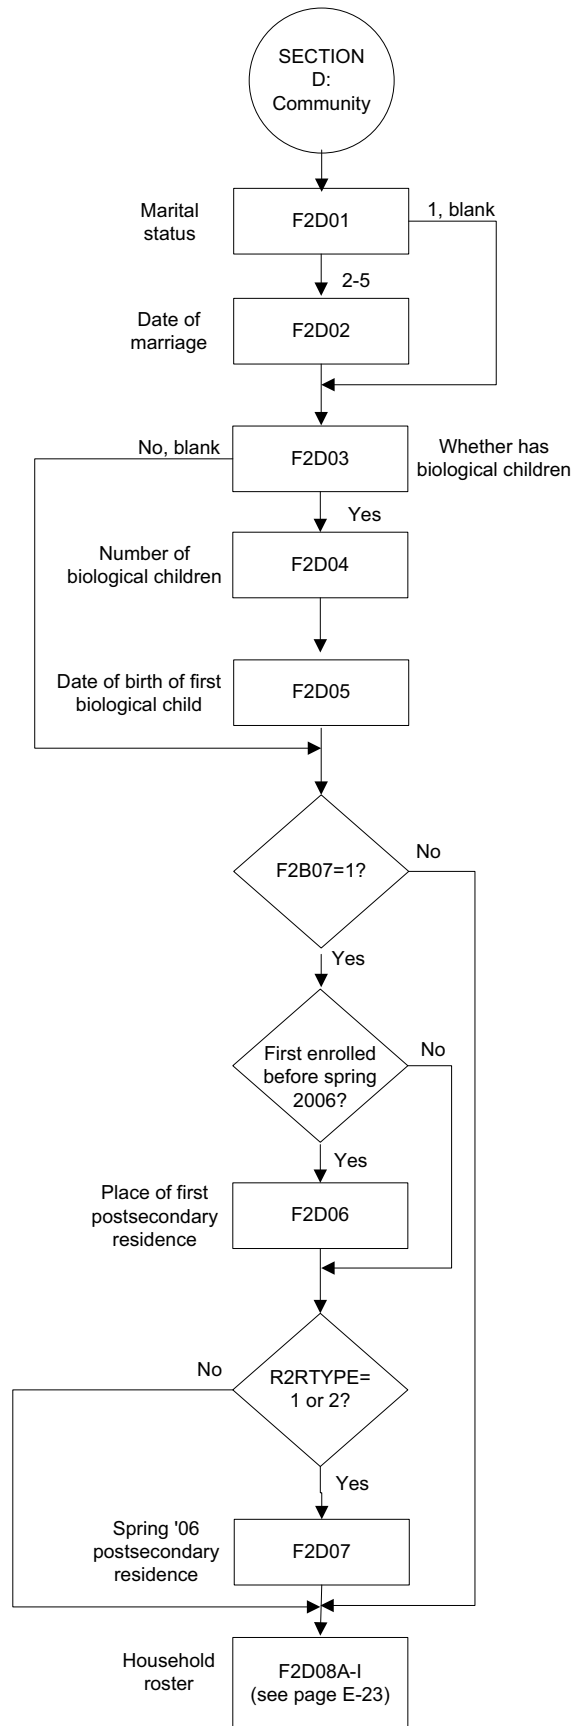 SECTION
D:
Community
Marital
status
F2D01
1, blank
2-5
Date of
marriage
F2D02
No, blank
F2D03
Whether has
biological children
Yes
Number of
biological children
F2D04
Date of birth of first
biological child
F2D05
F2B07=1?
No
Yes
First enrolled
before spring
2006?
No
Yes
Place of first
postsecondary
residence
F2D06
No
R2RTYPE=
1 or 2?
Yes
Spring '06
postsecondary
residence
F2D07
Household
roster
F2D08A-I
(see page E-23)